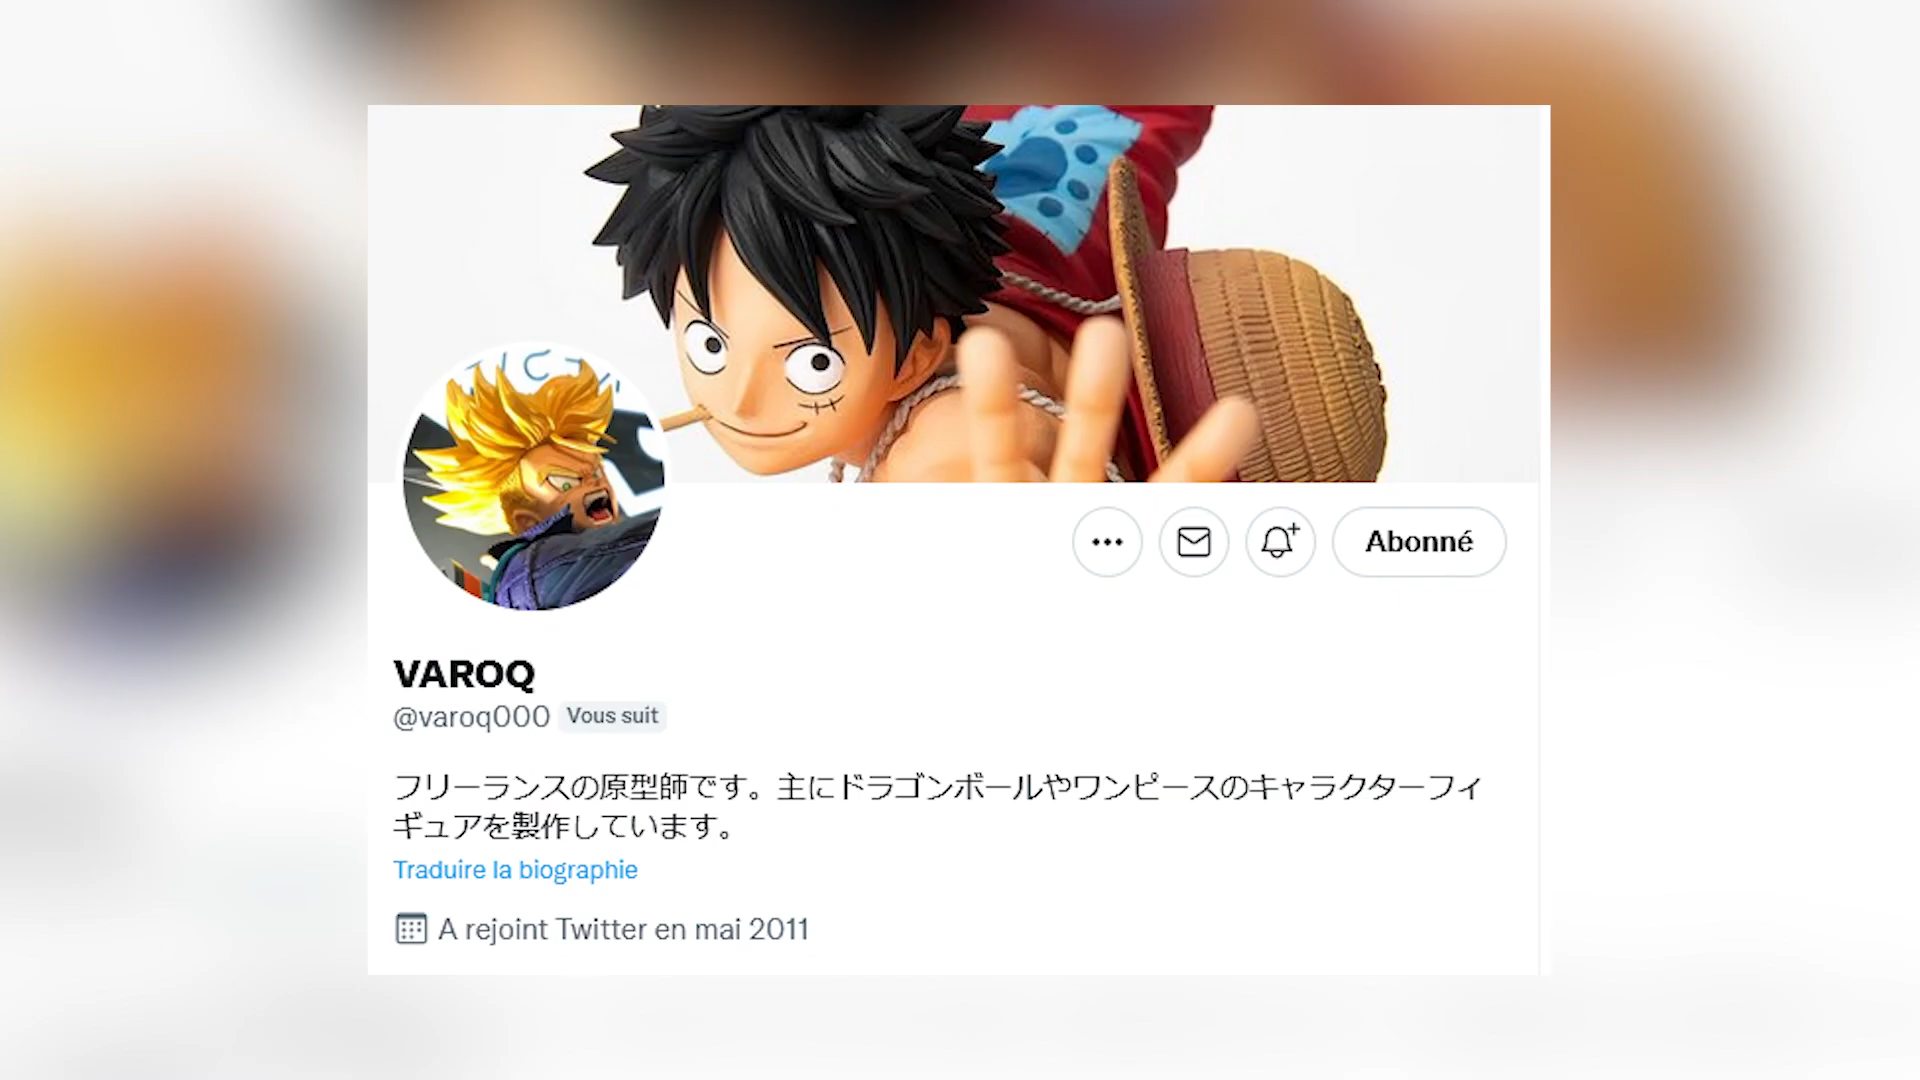 Abonné
VAROQ
@varoq000 Vous suit
フリーランスの原型師です。主にドラゴンボールやワンピースのキャラクターフィ
ギュアを製作しています。
Traduire la biographie
A rejoint Twitter en mai 2011